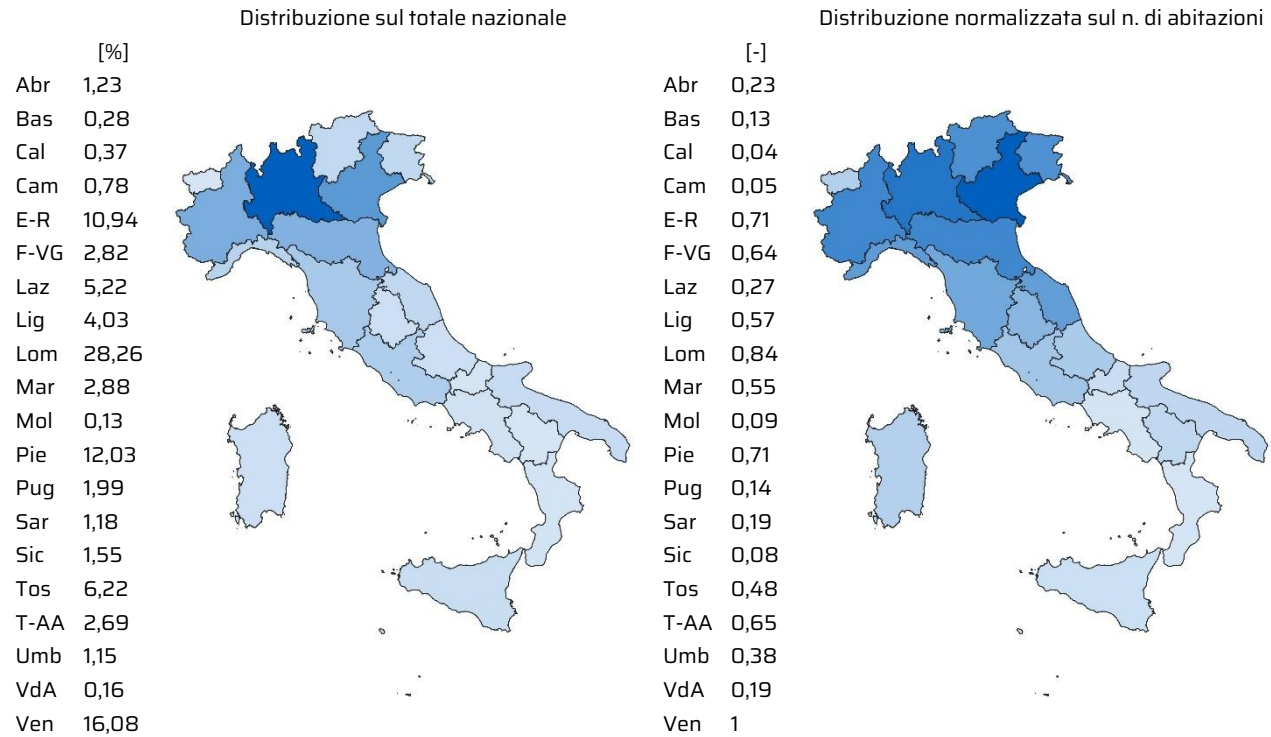 Distribuzione sul totale nazionale
[%]
Abr 1,23
Bas 0,28
Cal 0,37
Cam 0,78
E-R 10,94
F-VG 2,82
Laz 5,22
Lig 4,03
Lom 28,26
Mar 2,88
Mol 0,13
Pie 12,03
Pug 1,99
Sar 1,18
Sic 1,55
Tos 6,22
T-AA 2,69
Umb 1,15
VdA 0,16
Ven 16,08
Distribuzione normalizzata sul n. di abitazioni
[-]
Abr 0,23
Bas 0,13
Cal 0,04
Cam 0,05
E-R 0,71
F-VG 0,64
Laz 0,27
Lig 0,57
Lom 0,84
Mar 0,55
Mol 0,09
Pie 0,71
Pug 0,14
Sar 0,19
Sic 0,08
Tos 0,48
T-AA 0,65
Umb 0,38
VdA 0,19
Ven 1